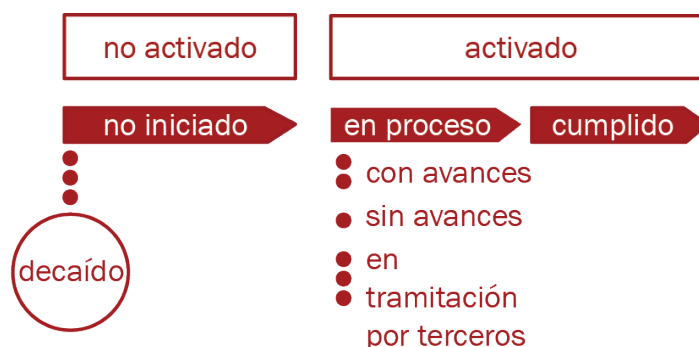 no activado
activado
no iniciado
en proceso
cumplido
con avances
sin avances
decaído
en
tramitación
por terceros